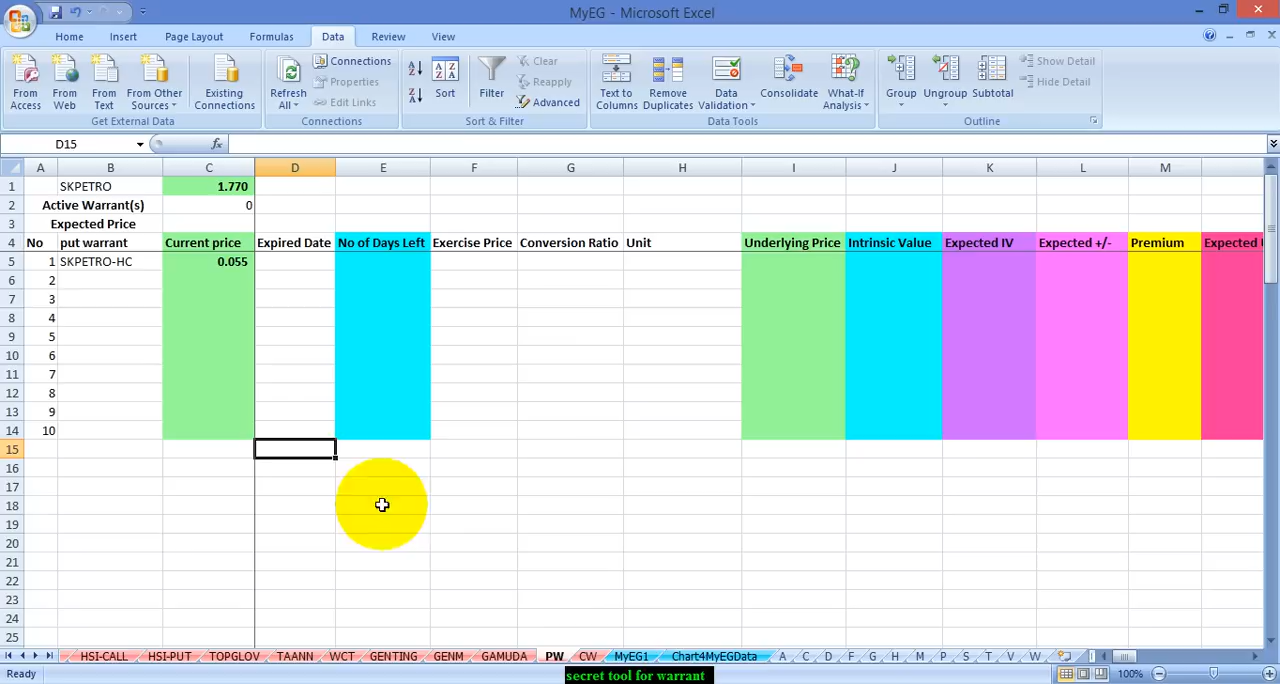 MyEG - Microsoft Excel
Home Insert Page Layout Formulas Data Review View
From Access
From Web
From Text
From Other Sources
Existing Connections
Get External Data
Refresh All
Connections
Properties
Edit Links
Connections
Sort
Filter
Clear
Reapply
Advanced
Sort & Filter
Text to Columns
Remove Duplicates
Data Validation
Consolidate
What-If Analysis
Data Tools
Group
Ungroup
Subtotal
Show Detail
Hide Detail
Outline
D15 fx
A B C D E F G H I J K L M
1 SKPETRO 1.770
2 Active Warrant(s) 0
3 Expected Price
4 No put warrant Current price Expired Date No of Days Left Exercise Price Conversion Ratio Unit Underlying Price Intrinsic Value Expected IV Expected +/- Premium Expected
5 1 SKPETRO-HC 0.055
6 2
7 3
8 4
9 5
10 6
11 7
12 8
13 9
14 10
15
16
17
18
19
20
21
22
23
24
25
HSI-CALL HSI-PUT TOPGLOV TAANN WCT GENTING GENM GAMUDA PW CW MyEG1 Chart4MyEGData A C D F G H M P S T V W
Ready 100%
secret tool for warrant